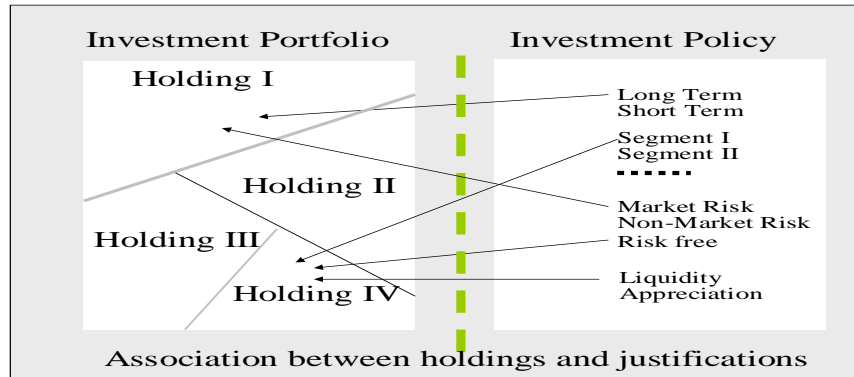 Investment Portfolio
Investment Policy
Holding I
Holding II
Holding III
Holding IV
Long Term
Short Term
Segment I
Segment II
Market Risk
Non-Market Risk
Risk free
Liquidity
Appreciation
Association between holdings and justifications